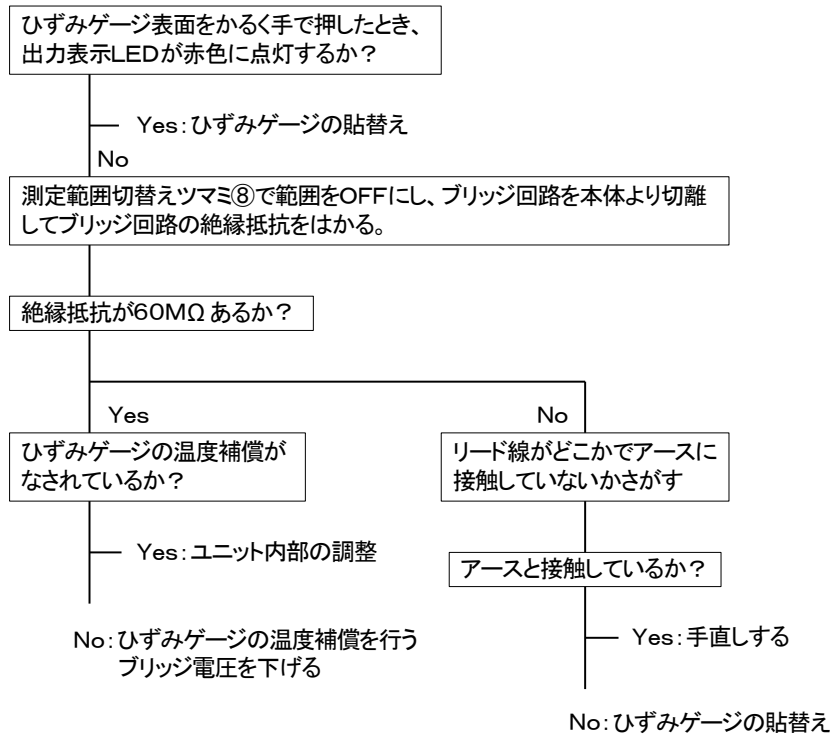 ひずみゲージ表面をかるく手で押したとき、
出力表示LEDが赤色に点灯するか？
Yes：ひずみゲージの貼替え
No
測定範囲切替えツマミ⑧で範囲をOFFにし、ブリッジ回路を本体より切離
してブリッジ回路の絶縁抵抗をはかる。
絶縁抵抗が60MΩあるか？
Yes
No
ひずみゲージの温度補償が
なされているか？
Yes：ユニット内部の調整
No：ひずみゲージの温度補償を行う
ブリッジ電圧を下げる
リード線がどこかでアースに
接触していないかさがす
アースと接触しているか？
Yes：手直しする
No：ひずみゲージの貼替え